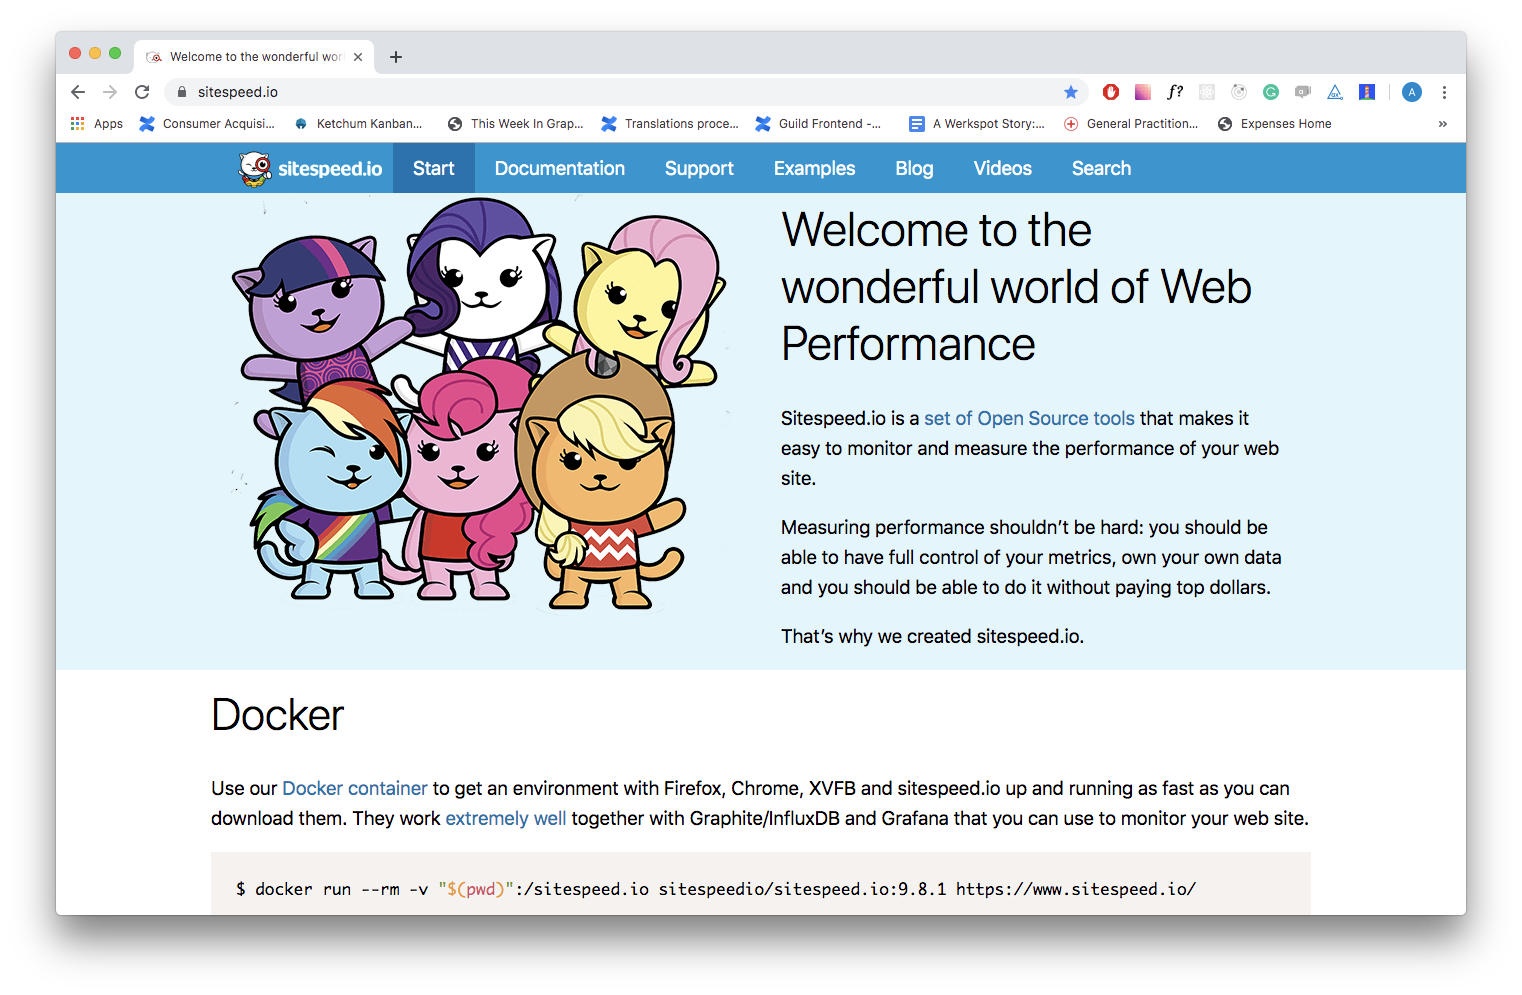 Welcome to the wonderful wor
sitespeed.io
f?
A
Apps
Consumer Acquisi...
Ketchum Kanban...
This Week In Grap...
Translations proce...
Guild Frontend -...
A Werkspot Story:...
General Practition...
Expenses Home
»
sitespeed.io
Start
Documentation
Support
Examples
Blog
Videos
Search
Welcome to the
wonderful world of Web
Performance
Sitespeed.io is a set of Open Source tools that makes it
easy to monitor and measure the performance of your web
site.
Measuring performance shouldn’t be hard: you should be
able to have full control of your metrics, own your own data
and you should be able to do it without paying top dollars.
That’s why we created sitespeed.io.
Docker
Use our Docker container to get an environment with Firefox, Chrome, XVFB and sitespeed.io up and running as fast as you can
download them. They work extremely well together with Graphite/InfluxDB and Grafana that you can use to monitor your web site.
$ docker run --rm -v "$(pwd)":/sitespeed.io sitespeedio/sitespeed.io:9.8.1 https://www.sitespeed.io/